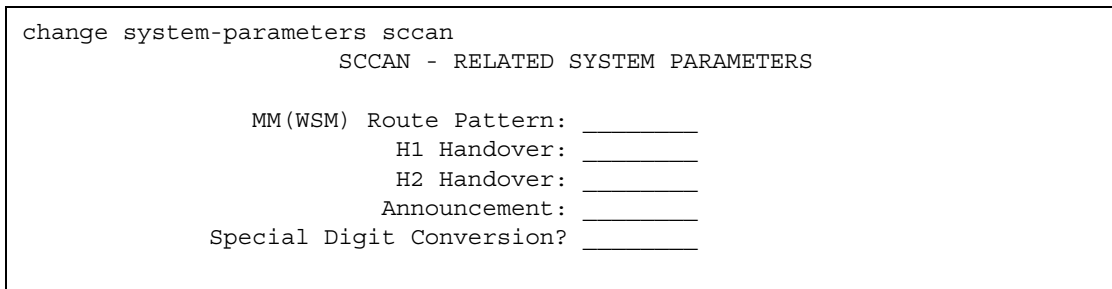 change system-parameters sccan
SCCAN - RELATED SYSTEM PARAMETERS
MM(WSM) Route Pattern: ________
H1 Handover: ________
H2 Handover: ________
Announcement: ________
Special Digit Conversion? ________